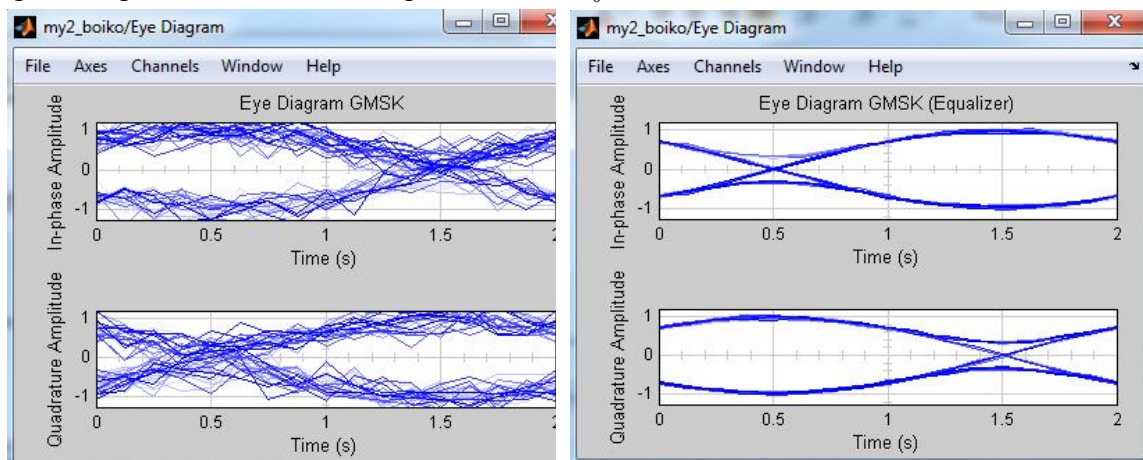 my2_boiko/Eye Diagram
File Axes Channels Window Help
Eye Diagram GMSK
In-phase Amplitude
1
0
-1
0 0.5 1 1.5
Time (s)
Quadrature Amplitude
1
0
-1
0 0.5 1 1.5
Time (s)
my2_boiko/Eye Diagram
File Axes Channels Window Help
Eye Diagram GMSK (Equalizer)
In-phase Amplitude
1
0
-1
0 0.5 1 1.5 2
Time (s)
Quadrature Amplitude
1
0
-1
0 0.5 1 1.5 2
Time (s)